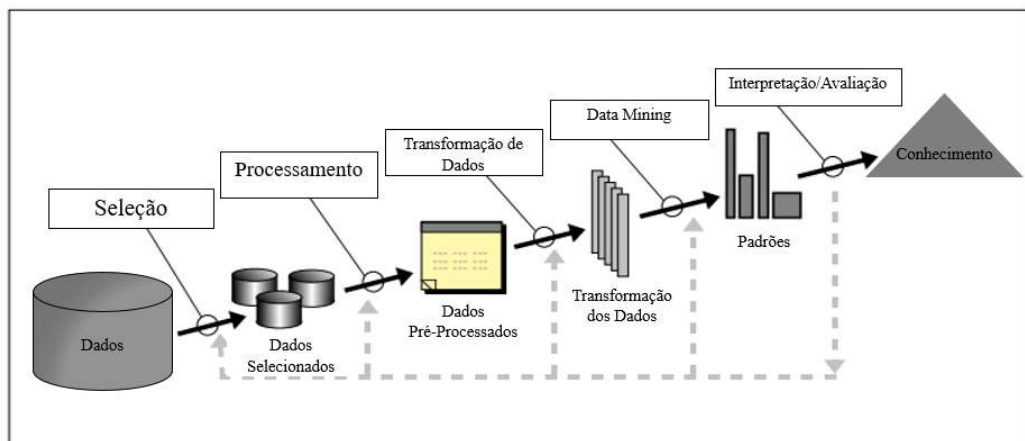 Interpretação/Avaliação
Data Mining
Transformação de
Dados
Processamento
Seleção
Conhecimento
Padrões
Transformação
dos Dados
Dados
Pré-Processados
Dados
Selecionados
Dados